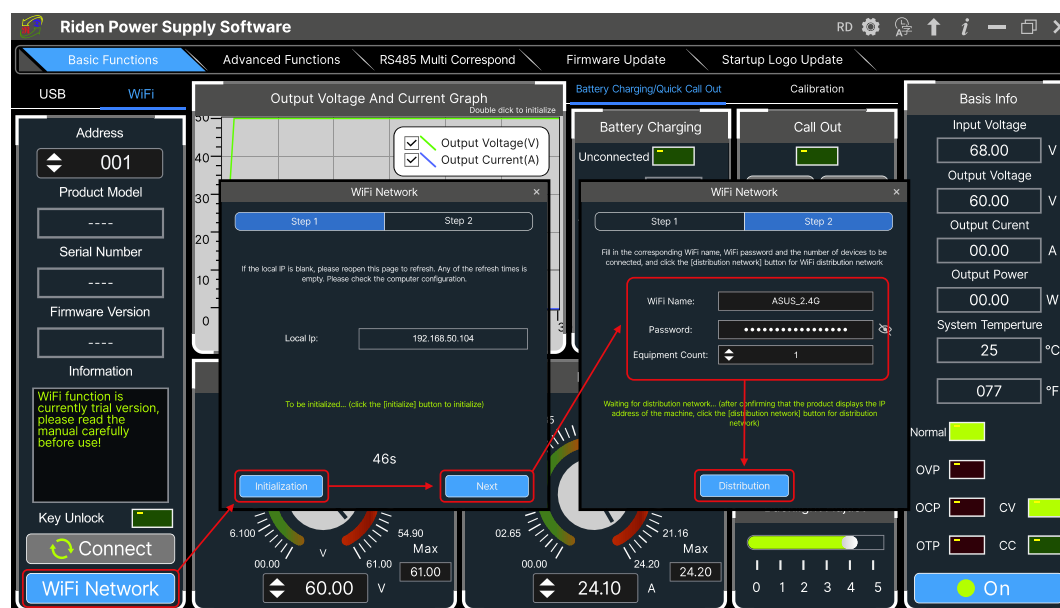 Riden Power Supply Software
RD
Basic Functions
Advanced Functions
RS485 Multi Correspond
Firmware Update
Startup Logo Update
USB
WiFi
Address
001
Product Model
----
Serial Number
----
Firmware Version
----
Information
WiFi function is
currently trial version,
please read the
manual carefully
before use!
Key Unlock
Connect
WiFi Network
Output Voltage And Current Graph
Double dick to initialize
50
40
30
20
10
0
3
Output Voltage(V)
Output Current(A)
Battery Charging/Quick Call Out
Calibration
Battery Charging
Unconnected
Call Out
WiFi Network
×
Step 1
Step 2
If the local IP is blank, please reopen this page to refresh. Any of the refresh times is
empty. Please check the computer configuration.
Local Ip:
192.168.50.104
To be initialized... (click the [initialize] button to initialize)
46s
Initialization
Next
WiFi Network
×
Step 1
Step 2
Fill in the corresponding WiFi name, WiFi password and the number of devices to be
connected, and click the [distribution network] button for WiFi distribution network
WiFi Name:
ASUS_2.4G
Password:
•••••••••••••••••
Equipment Count:
1
Waiting for distribution network... (after confirming that the product displays the IP
address of the machine, click the [distribution network] button for distribution
network)
Distribution
6.100
54.90
V
Max
00.00
61.00
61.00
60.00
V
02.65
21.16
Max
00.00
24.20
24.20
24.10
A
0 1 2 3 4 5
Basis Info
Input Voltage
68.00
V
Output Voltage
60.00
V
Output Curent
00.00
A
Output Power
00.00
W
System Temperture
25
°C
077
°F
Normal
OVP
OCP
CV
OTP
CC
On